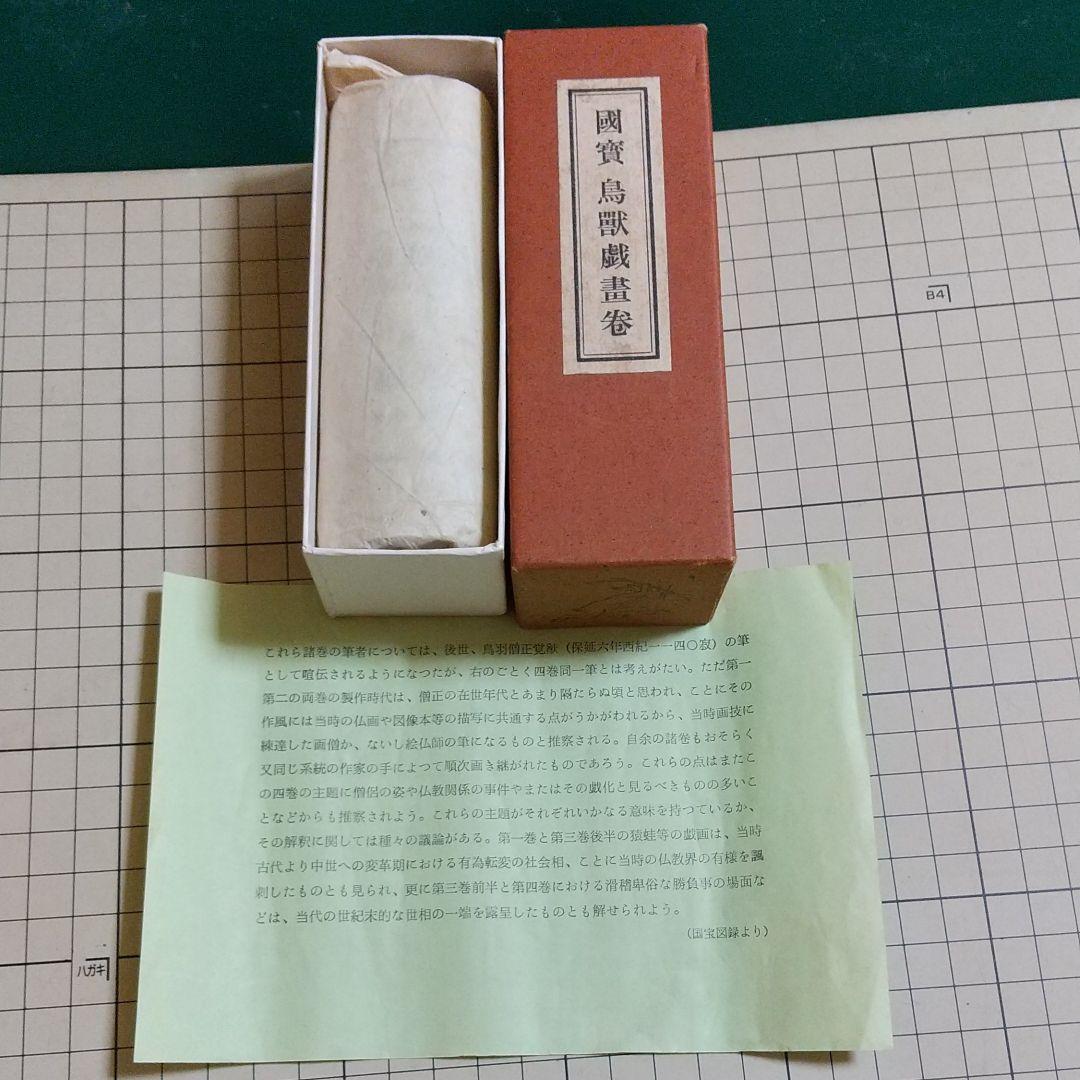 國寶 鳥獸戯畫卷
B4
これら諸巻の筆者については、後世、鳥羽僧正覚猷（保延六年西紀一一四〇寂）の筆
として喧伝されるようになつたが、右のごとく四巻同一筆とは考えがたい。ただ第一
第二の両巻の製作時代は、僧正の在世年代とあまり隔たらぬ頃と思われ、ことにその
作風には当時の仏画や図像本等の描写に共通する点がうかがわれるから、当時画技に
練達した画僧か、ないし絵仏師の筆になるものと推察される。自余の諸巻もおそらく
又同じ系統の作家の手によつて順次画き継がれたものであろう。これらの点はまたこ
の四巻の主題に僧侶の姿や仏教関係の事件やまたはその戯化と見るべきものの多いこ
となどからも推察されよう。これらの主題がそれぞれいかなる意味を持つているか、
その解釈に関しては種々の議論がある。第一巻と第三巻後半の猿蛙等の戯画は、当時
古代より中世への変革期における有為転変の社会相、ことに当時の仏教界の有様を諷
刺したものとも見られ、更に第三巻前半と第四巻における滑稽卑俗な勝負事の場面な
どは、当代の世紀末的な世相の一端を露呈したものとも解せられよう。
（国宝図録より）
ハガキ